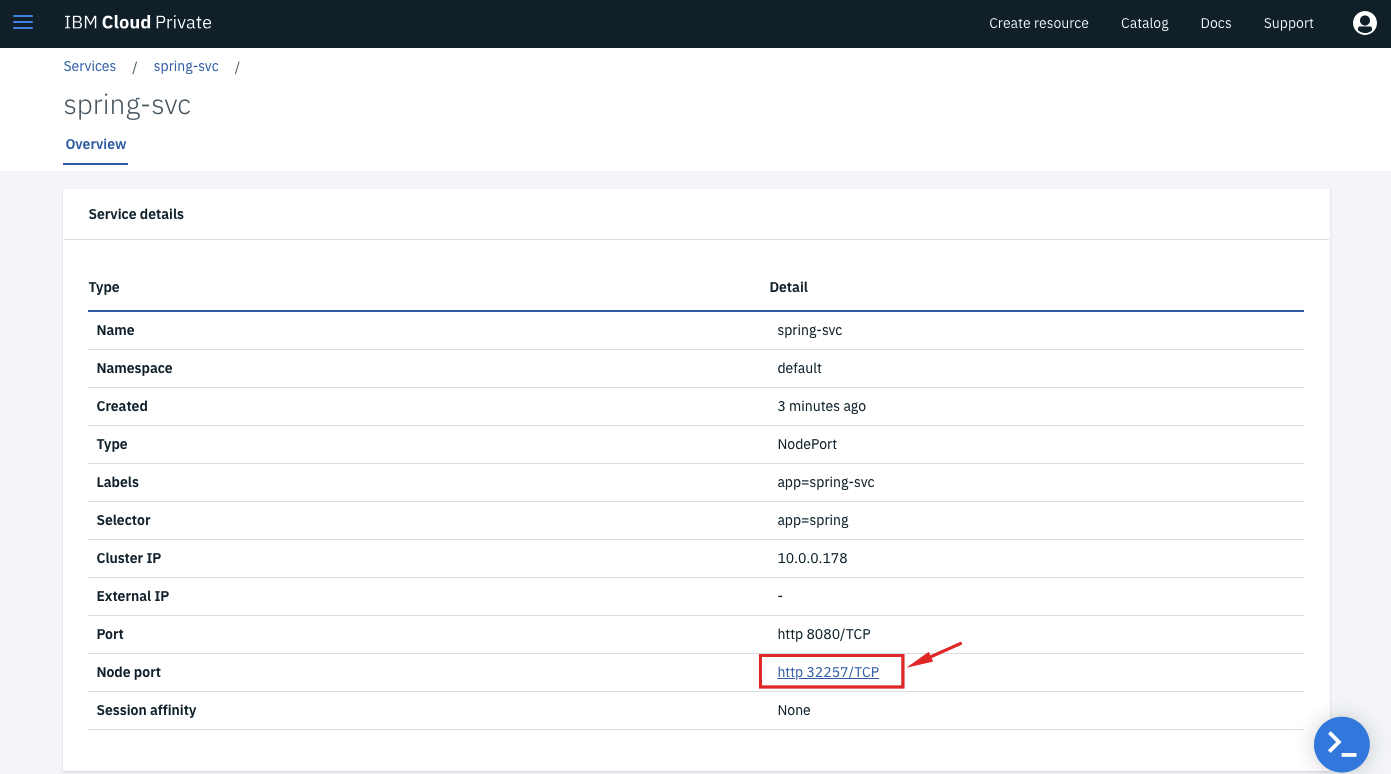 IBM Cloud Private Create resource Catalog Docs Support
Services / spring-svc /
spring-svc
Overview
Service details
Type Detail
Name spring-svc
Namespace default
Created 3 minutes ago
Type NodePort
Labels app=spring-svc
Selector app=spring
Cluster IP 10.0.0.178
External IP -
Port http 8080/TCP
Node port http 32257/TCP
Session affinity None